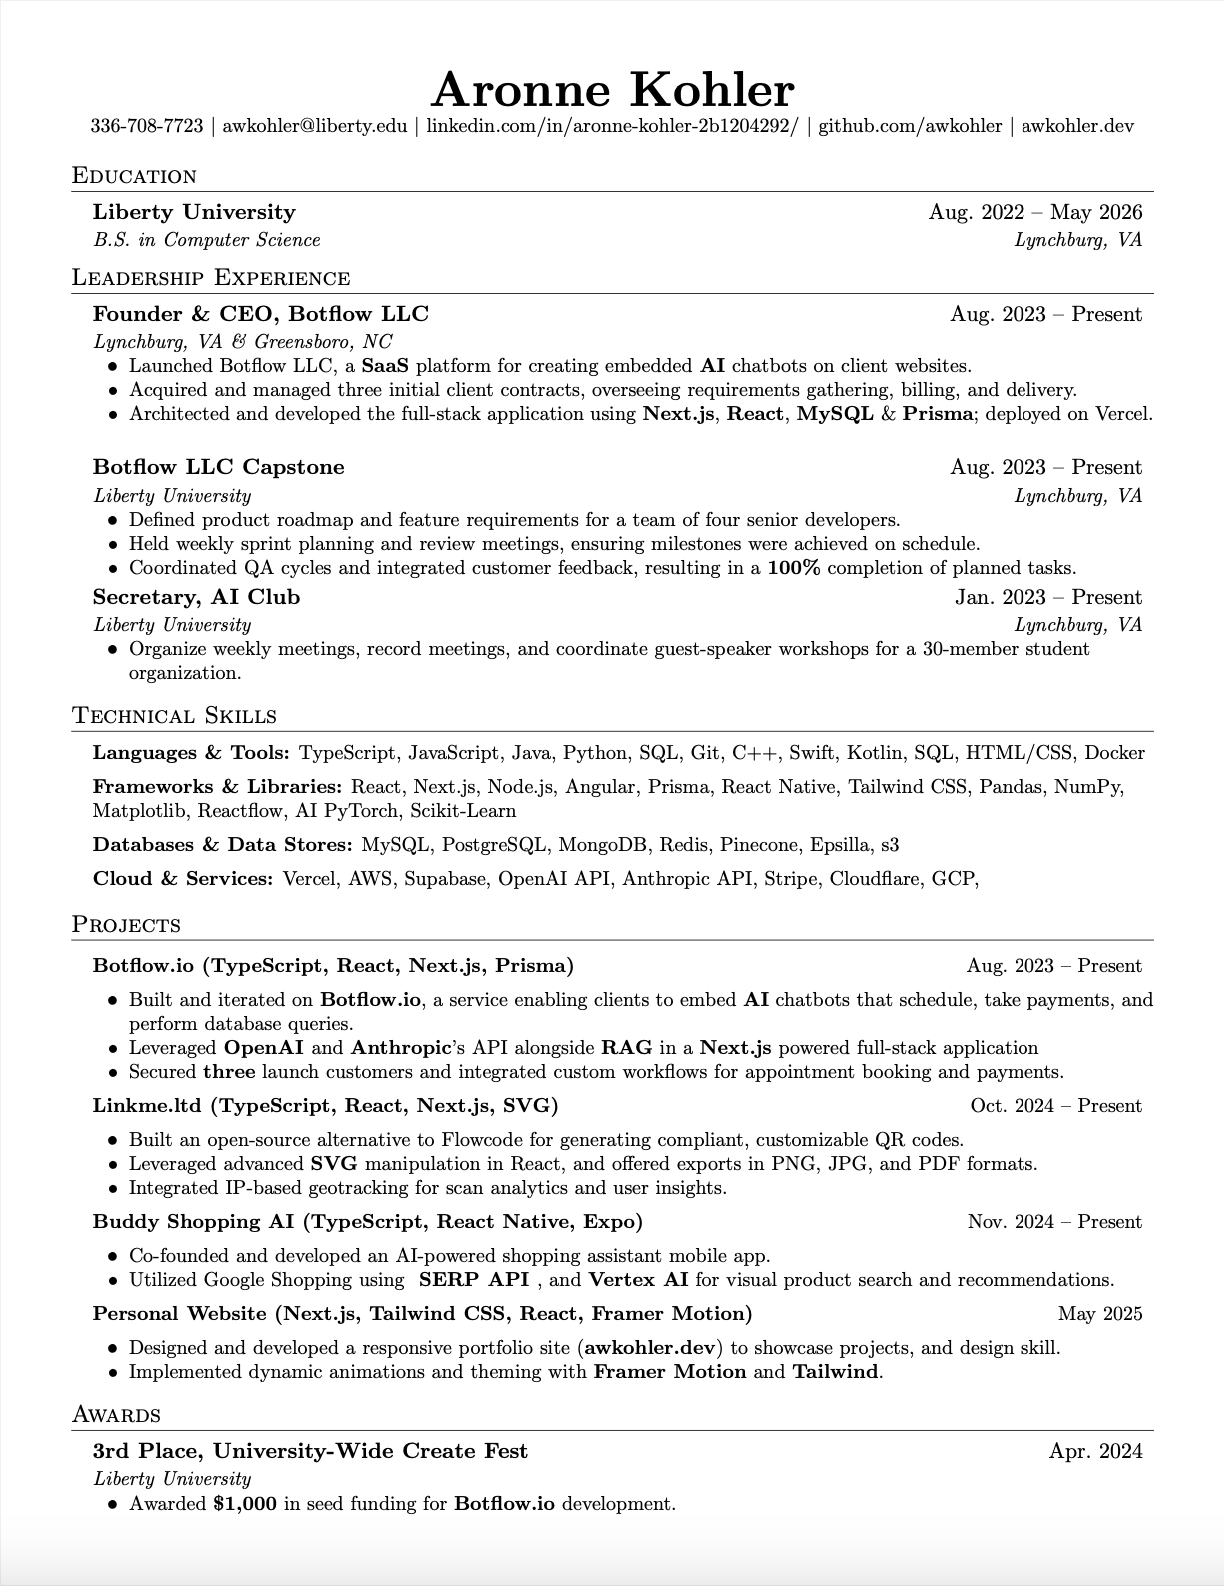 Aronne Kohler
336-708-7723 | awkohler@liberty.edu | linkedin.com/in/aronne-kohler-2b1204292/ | github.com/awkohler | awkohler.dev
Education
Liberty University Aug. 2022 – May 2026
B.S. in Computer Science Lynchburg, VA
Leadership Experience
Founder & CEO, Botflow LLC Aug. 2023 – Present
Lynchburg, VA & Greensboro, NC
• Launched Botflow LLC, a SaaS platform for creating embedded AI chatbots on client websites.
• Acquired and managed three initial client contracts, overseeing requirements gathering, billing, and delivery.
• Architected and developed the full-stack application using Next.js, React, MySQL & Prisma; deployed on Vercel.
Botflow LLC Capstone Aug. 2023 – Present
Liberty University Lynchburg, VA
• Defined product roadmap and feature requirements for a team of four senior developers.
• Held weekly sprint planning and review meetings, ensuring milestones were achieved on schedule.
• Coordinated QA cycles and integrated customer feedback, resulting in a 100% completion of planned tasks.
Secretary, AI Club Jan. 2023 – Present
Liberty University Lynchburg, VA
• Organize weekly meetings, record meetings, and coordinate guest-speaker workshops for a 30-member student
organization.
Technical Skills
Languages & Tools: TypeScript, JavaScript, Java, Python, SQL, Git, C++, Swift, Kotlin, SQL, HTML/CSS, Docker
Frameworks & Libraries: React, Next.js, Node.js, Angular, Prisma, React Native, Tailwind CSS, Pandas, NumPy,
Matplotlib, Reactflow, AI PyTorch, Scikit-Learn
Databases & Data Stores: MySQL, PostgreSQL, MongoDB, Redis, Pinecone, Epsilla, s3
Cloud & Services: Vercel, AWS, Supabase, OpenAI API, Anthropic API, Stripe, Cloudflare, GCP,
Projects
Botflow.io (TypeScript, React, Next.js, Prisma) Aug. 2023 – Present
• Built and iterated on Botflow.io, a service enabling clients to embed AI chatbots that schedule, take payments, and
perform database queries.
• Leveraged OpenAI and Anthropic's API alongside RAG in a Next.js powered full-stack application
• Secured three launch customers and integrated custom workflows for appointment booking and payments.
Linkme.ltd (TypeScript, React, Next.js, SVG) Oct. 2024 – Present
• Built an open-source alternative to Flowcode for generating compliant, customizable QR codes.
• Leveraged advanced SVG manipulation in React, and offered exports in PNG, JPG, and PDF formats.
• Integrated IP-based geotracking for scan analytics and user insights.
Buddy Shopping AI (TypeScript, React Native, Expo) Nov. 2024 – Present
• Co-founded and developed an AI-powered shopping assistant mobile app.
• Utilized Google Shopping using SERP API , and Vertex AI for visual product search and recommendations.
Personal Website (Next.js, Tailwind CSS, React, Framer Motion) May 2025
• Designed and developed a responsive portfolio site (awkohler.dev) to showcase projects, and design skill.
• Implemented dynamic animations and theming with Framer Motion and Tailwind.
Awards
3rd Place, University-Wide Create Fest Apr. 2024
Liberty University
• Awarded $1,000 in seed funding for Botflow.io development.